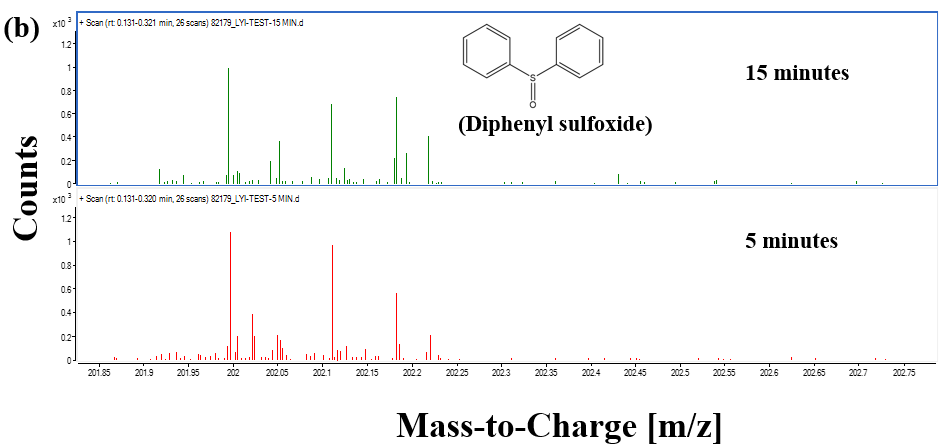 (b)
x10 3
+ Scan (rt: 0.131-0.321 min, 26 scans) 82179_LYI-TEST-15 MIN.d
1.2
1
0.8
0.6
0.4
0.2
0
S
O
(Diphenyl sulfoxide)
15 minutes
Counts
x10 3
+ Scan (rt: 0.131-0.320 min, 26 scans) 82179_LYI-TEST-5 MIN.d
1.2
1
0.8
0.6
0.4
0.2
0
5 minutes
201.85 201.9 201.95 202 202.05 202.1 202.15 202.2 202.25 202.3 202.35 202.4 202.45 202.5 202.55 202.6 202.65 202.7 202.75
Mass-to-Charge [m/z]